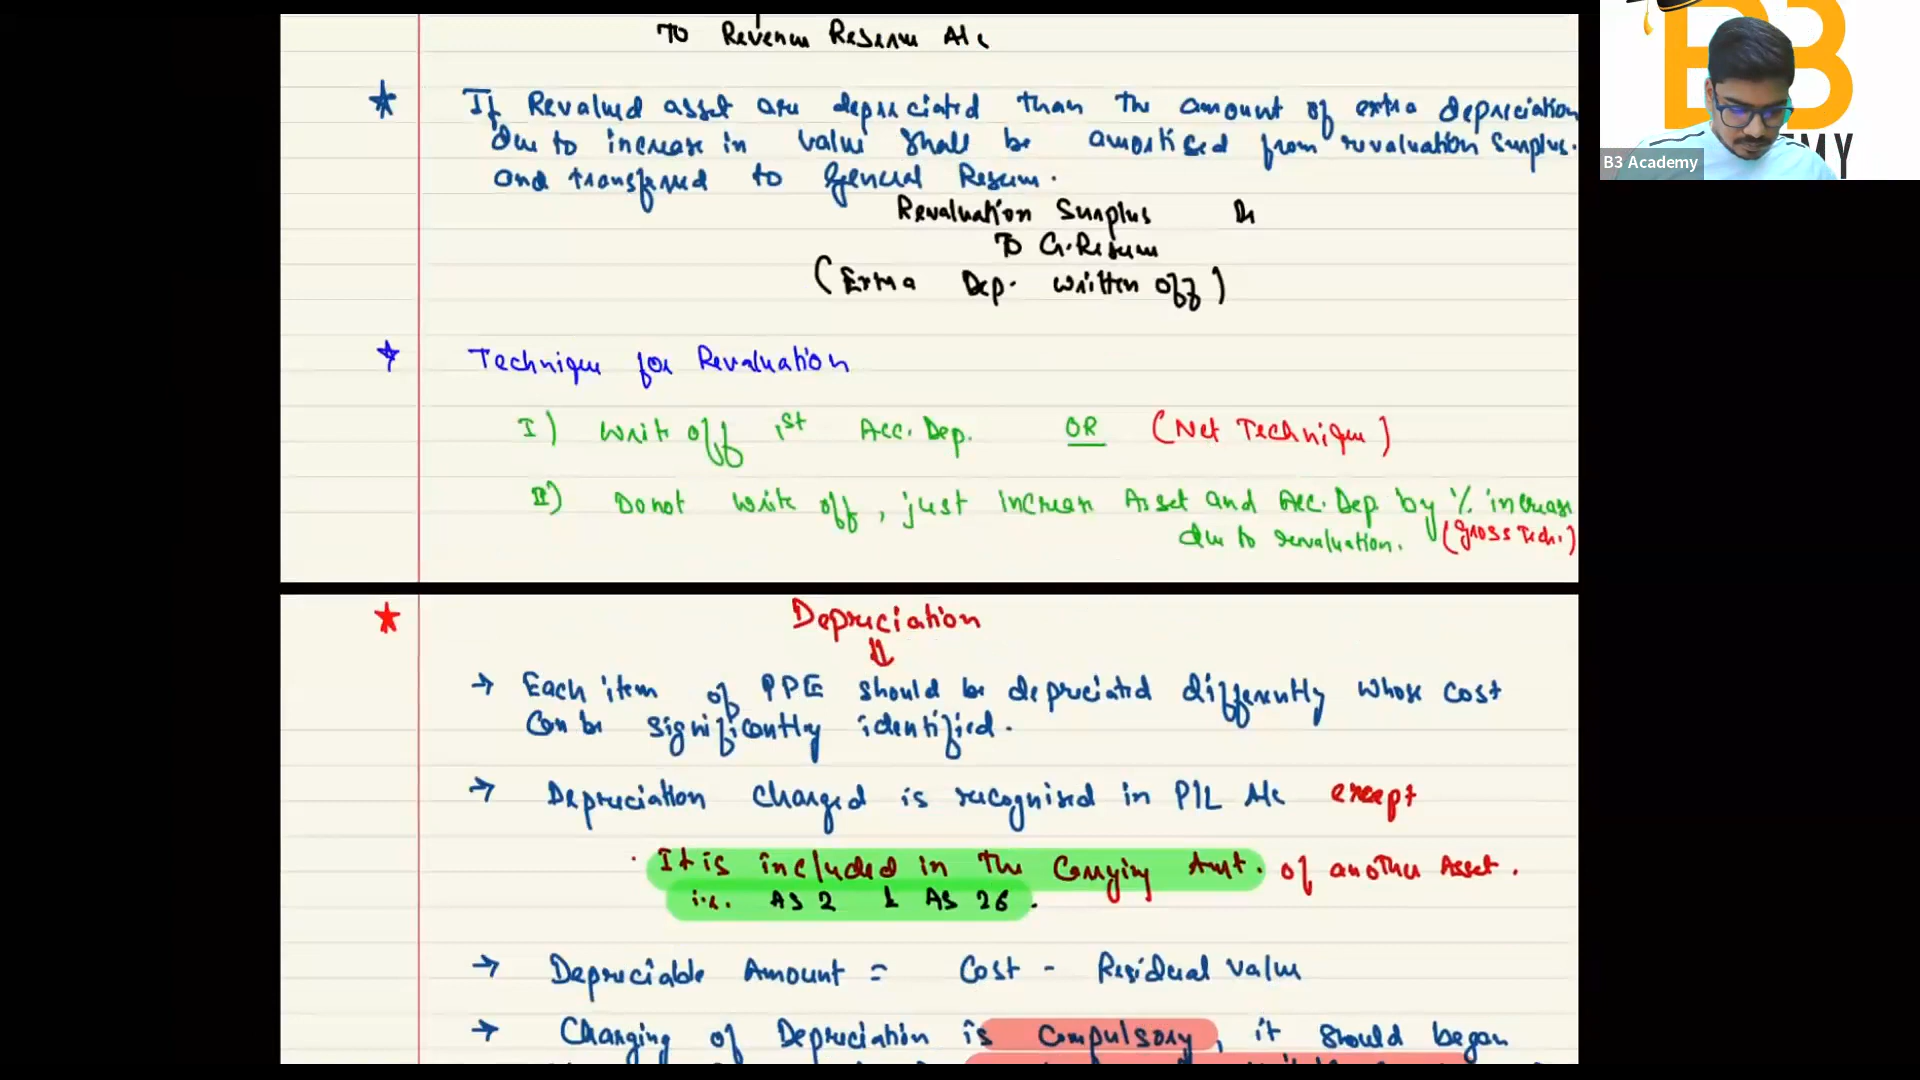 To Revenue Reserve A/c
If Revalued asset are depreciated than the amount of extra depreciation
due to increase in value shall be amortised from revaluation surplus.
and transferred to general Reserve.
Revaluation Surplus Dr
To G.Reserve
(Extra Dep. written off)
Technique for Revaluation
I) Write off 1st Acc. Dep. OR (Net Technique)
II) Do not write off, just increase Asset and Acc. Dep. by % increase
due to revaluation. (Gross Tech.)
Depreciation
→ Each item of PPE should be depreciated differently whose cost
Can be significantly identified.
→ Depreciation charged is recognised in P/L A/c except
. It is included in the Carrying Amt. of another Asset.
i.e. AS 2 & AS 26.
→ Depreciable Amount = Cost - Residual value
→ Charging of Depreciation is Compulsory, it should began
B3
MY
B3 Academy